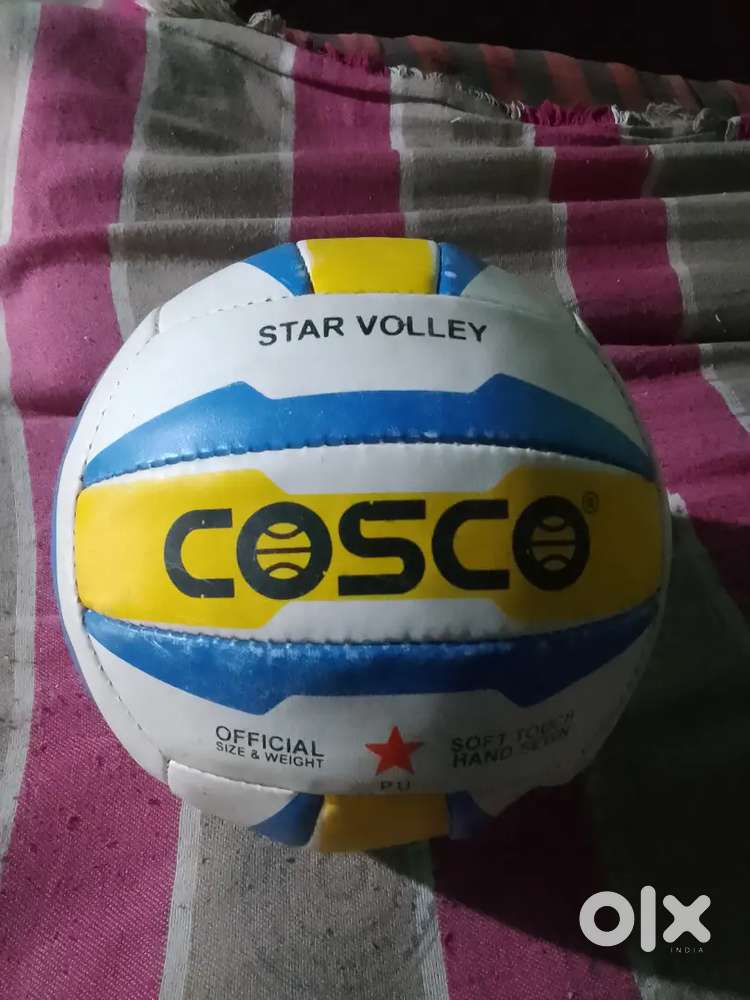 STAR VOLLEY
COSCO®
OFFICIAL
SIZE & WEIGHT
SOFT TOUCH
HAND SEWN
PU
olx
INDIA